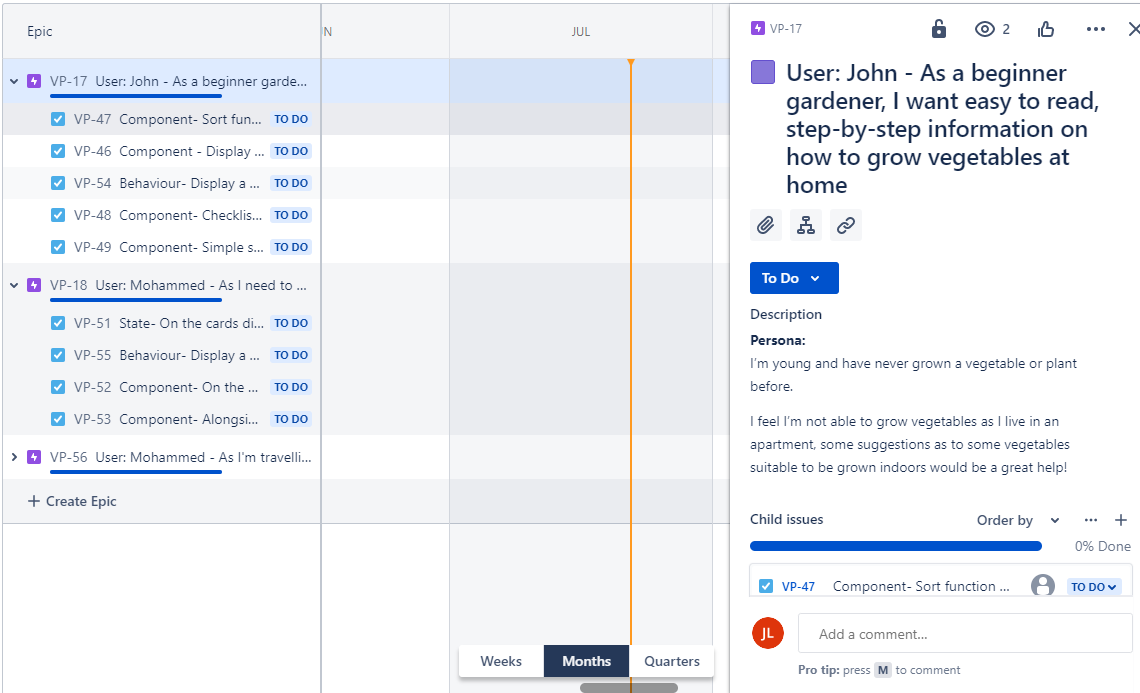 Epic
JUL
VP-17 User: John - As a beginner garde...
VP-47 Component- Sort fun... TO DO
VP-46 Component - Display ... TO DO
VP-54 Behaviour- Display a ... TO DO
VP-48 Component- Checklis... TO DO
VP-49 Component- Simple s... TO DO
VP-18 User: Mohammed - As I need to ...
VP-51 State- On the cards di... TO DO
VP-55 Behaviour- Display a ... TO DO
VP-52 Component- On the ... TO DO
VP-53 Component- Alongsi... TO DO
VP-56 User: Mohammed - As I'm travelli...
+ Create Epic
Weeks Months Quarters
VP-17
2
User: John - As a beginner
gardener, I want easy to read,
step-by-step information on
how to grow vegetables at
home
To Do
Description
Persona:
I'm young and have never grown a vegetable or plant
before.
I feel I'm not able to grow vegetables as I live in an
apartment, some suggestions as to some vegetables
suitable to be grown indoors would be a great help!
Child issues Order by
0% Done
VP-47 Component- Sort function ... TO DO
JL Add a comment...
Pro tip: press M to comment